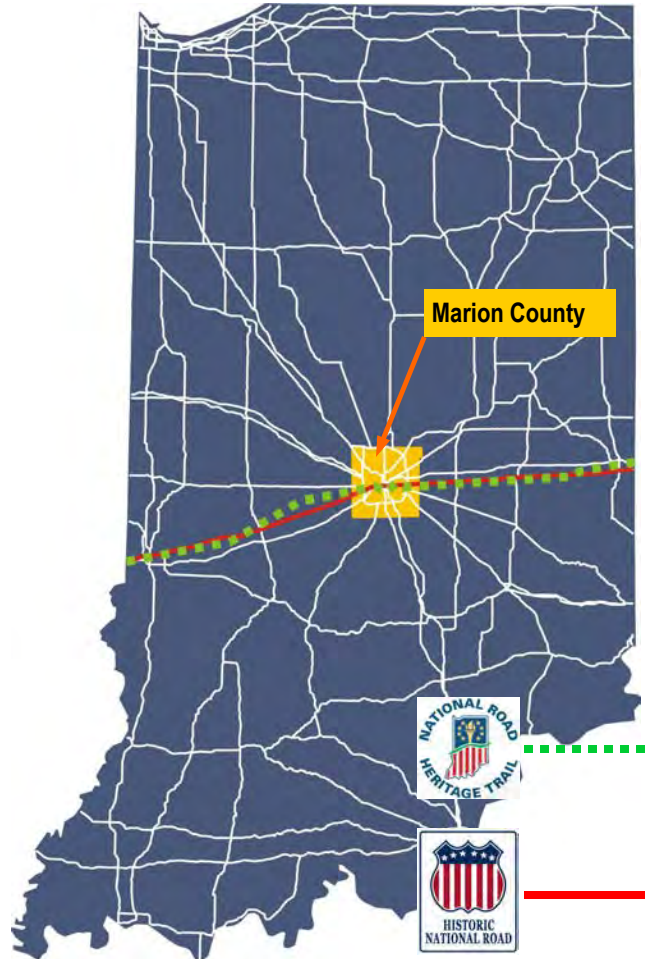 Marion County
NATIONAL ROAD
HERITAGE TRAIL
HISTORIC
NATIONAL ROAD